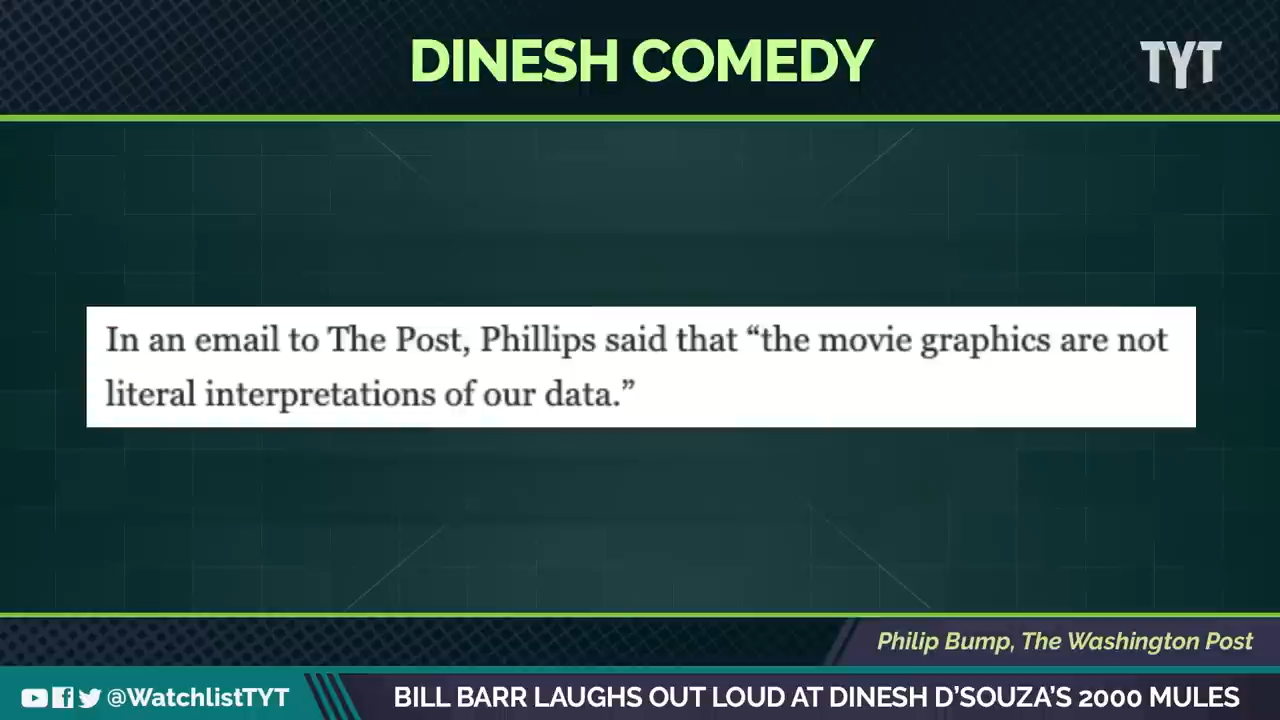 DINESH COMEDY
TYT
In an email to The Post, Phillips said that “the movie graphics are not
literal interpretations of our data.”
Philip Bump, The Washington Post
@WatchlistTYT
BILL BARR LAUGHS OUT LOUD AT DINESH D’SOUZA’S 2000 MULES